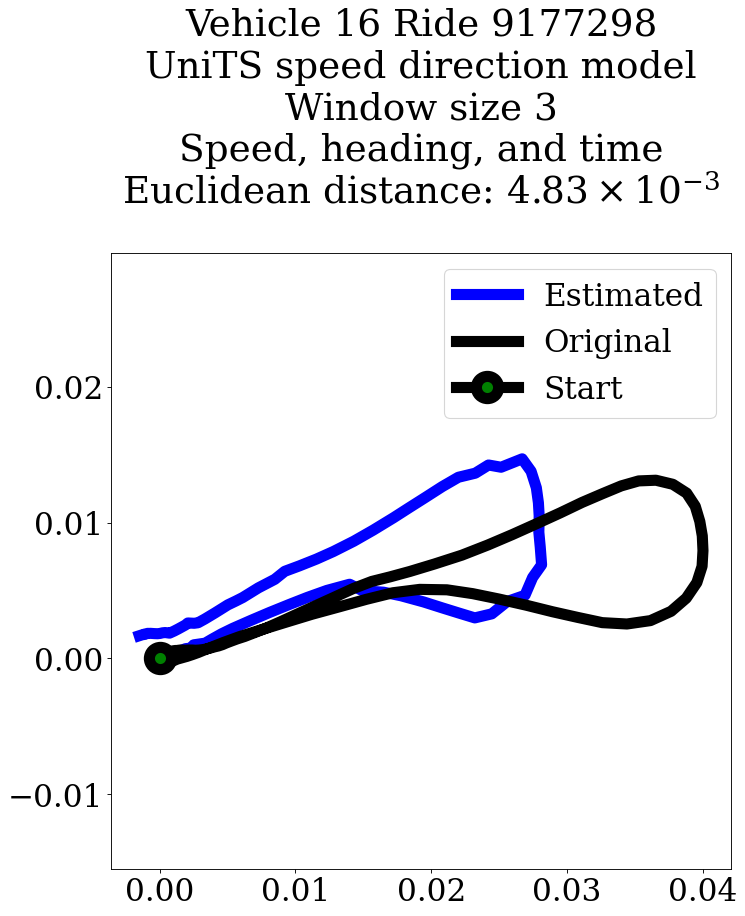 Vehicle 16 Ride 9177298
UniTS speed direction model
Window size 3
Speed, heading, and time
Euclidean distance: 4.83 × 10⁻³
Estimated
Original
Start
0.02
0.01
0.00
−0.01
0.00 0.01 0.02 0.03 0.04